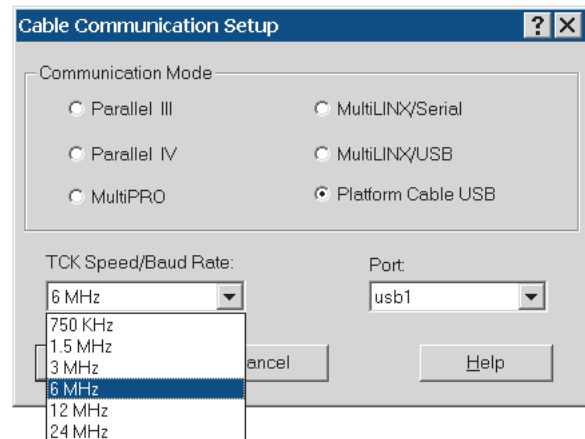 Cable Communication Setup
Communication Mode
Parallel III
MultiLINX/Serial
Parallel IV
MultiLINX/USB
MultiPRO
Platform Cable USB
TCK Speed/Baud Rate:
Port:
6 MHz
usb1
750 KHz
1.5 MHz
3 MHz
6 MHz
12 MHz
24 MHz
ancel
Help